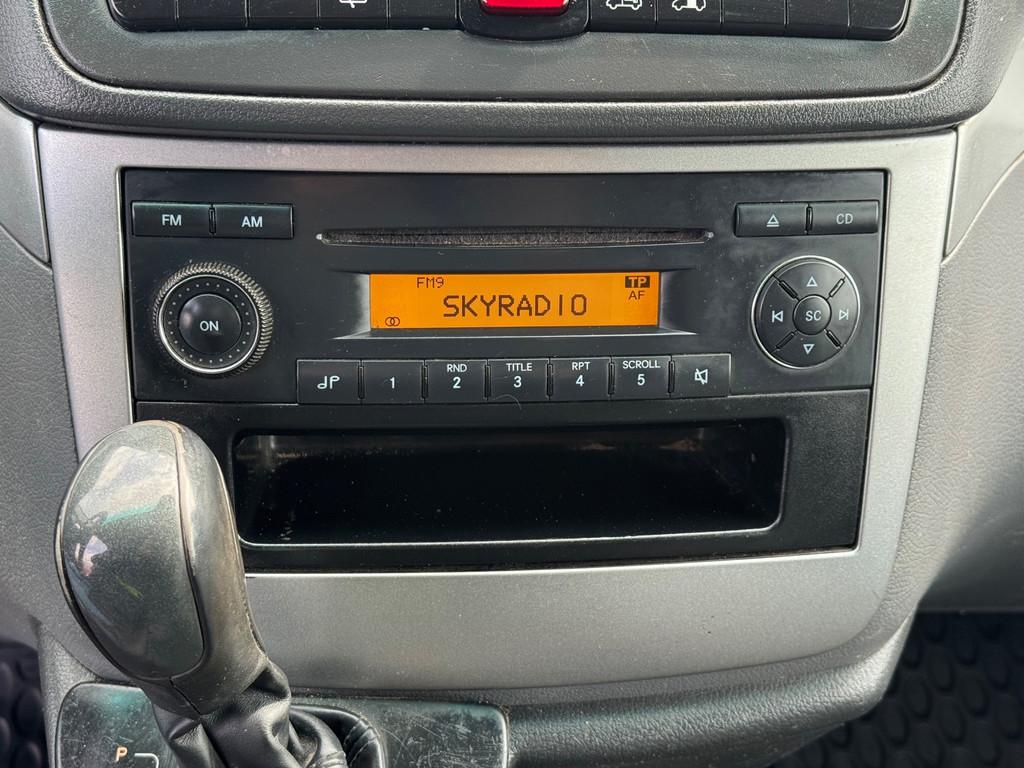 FM AM
CD
FM9 TP
AF
SKYRADIO
ON
SC
RND TITLE RPT SCROLL
1 2 3 4 5
P